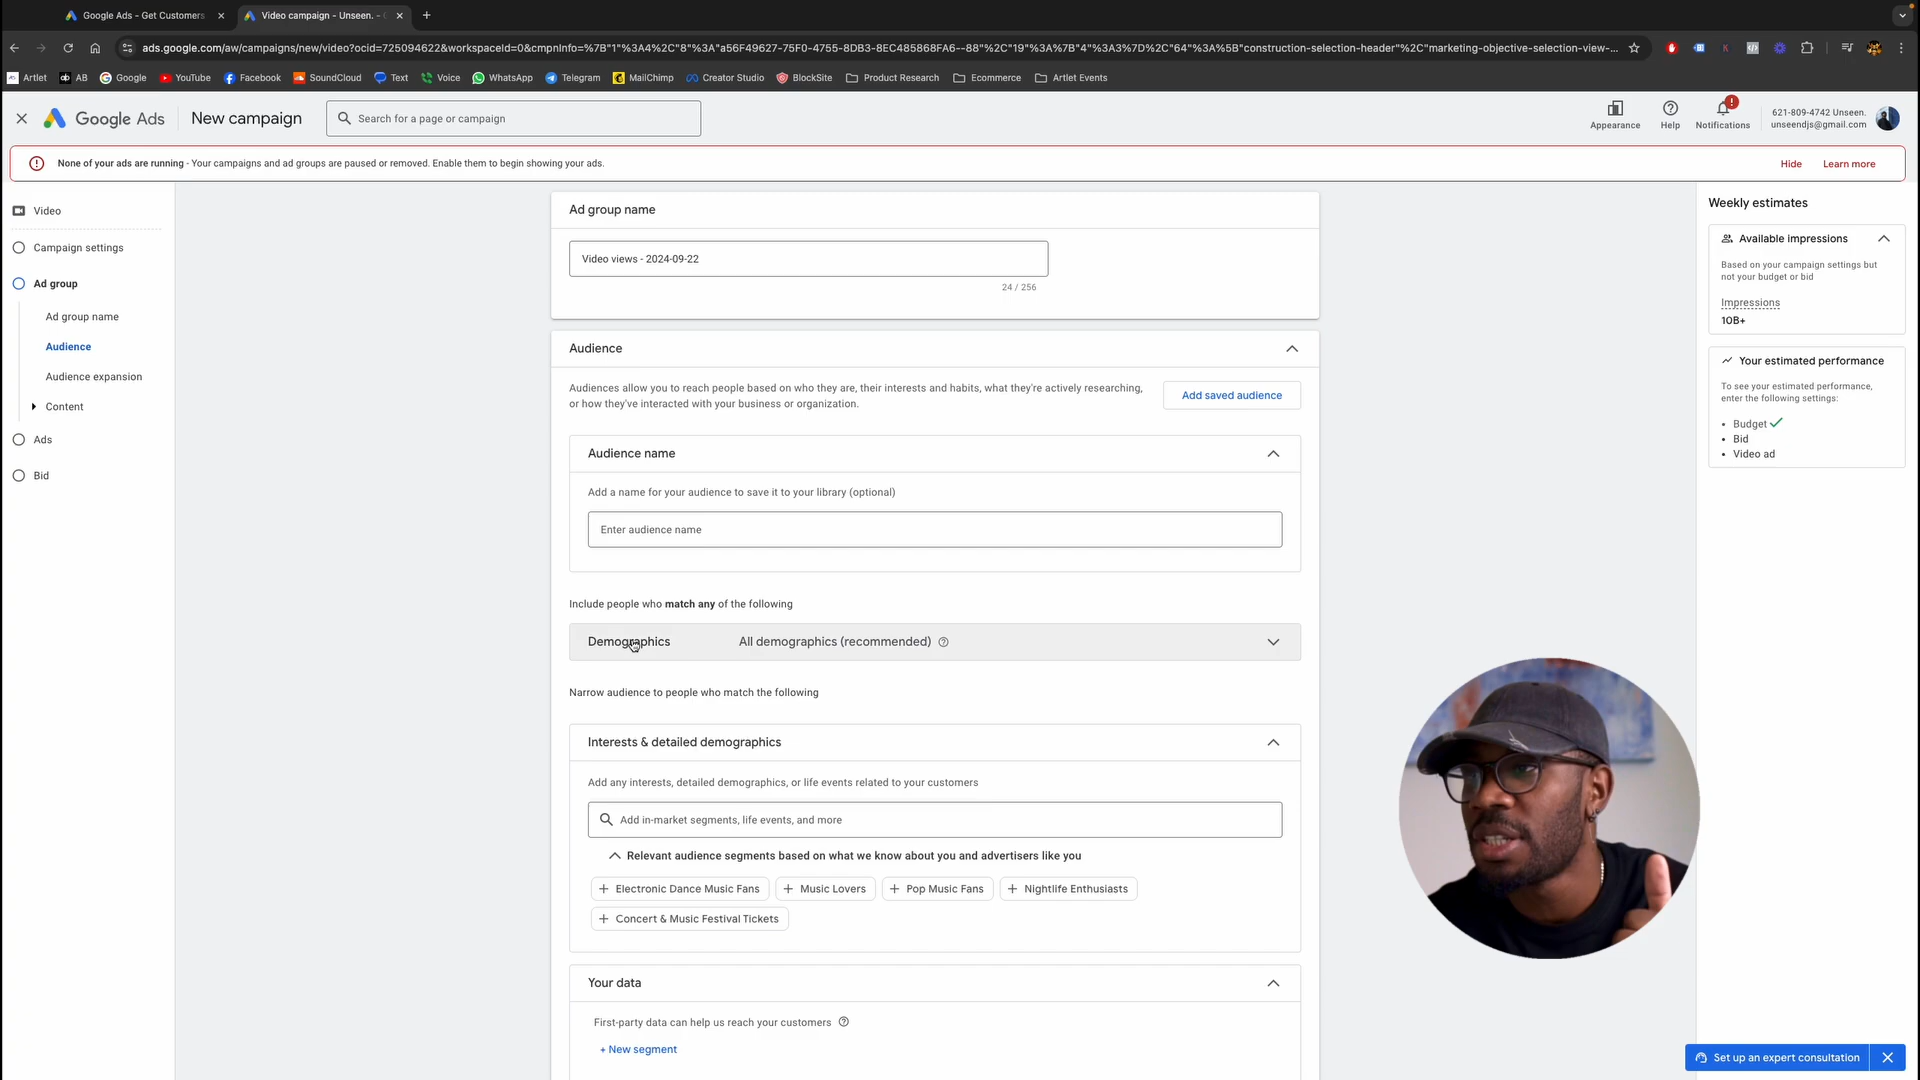 Google Ads - Get Customers
Video campaign - Unseen. -
ads.google.com/aw/campaigns/new/video?ocid=725094622&workspaceId=0&cmpnInfo=%7B"1"%3A4%2C"8"%3A"a56F49627-75F0-4755-8DB3-8EC485868FA6--88"%2C"19"%3A%7B"4"%3A3%7D%2C"64"%3A%5B"construction-selection-header"%2C"marketing-objective-selection-view-...
Artlet
AB
Google
YouTube
Facebook
SoundCloud
Text
Voice
WhatsApp
Telegram
MailChimp
Creator Studio
BlockSite
Product Research
Ecommerce
Artlet Events
Google Ads
New campaign
Search for a page or campaign
Appearance
Help
Notifications
621-809-4742 Unseen.
unseendjs@gmail.com
None of your ads are running - Your campaigns and ad groups are paused or removed. Enable them to begin showing your ads.
Hide
Learn more
Video
Campaign settings
Ad group
Ad group name
Audience
Audience expansion
Content
Ads
Bid
Ad group name
Video views - 2024-09-22
24 / 256
Audience
Audiences allow you to reach people based on who they are, their interests and habits, what they're actively researching,
or how they've interacted with your business or organization.
Add saved audience
Audience name
Add a name for your audience to save it to your library (optional)
Enter audience name
Include people who match any of the following
Demographics
All demographics (recommended)
Narrow audience to people who match the following
Interests & detailed demographics
Add any interests, detailed demographics, or life events related to your customers
Add in-market segments, life events, and more
Relevant audience segments based on what we know about you and advertisers like you
+ Electronic Dance Music Fans
+ Music Lovers
+ Pop Music Fans
+ Nightlife Enthusiasts
+ Concert & Music Festival Tickets
Your data
First-party data can help us reach your customers
+ New segment
Weekly estimates
Available impressions
Based on your campaign settings but
not your budget or bid
Impressions
10B+
Your estimated performance
To see your estimated performance,
enter the following settings:
• Budget
• Bid
• Video ad
Set up an expert consultation